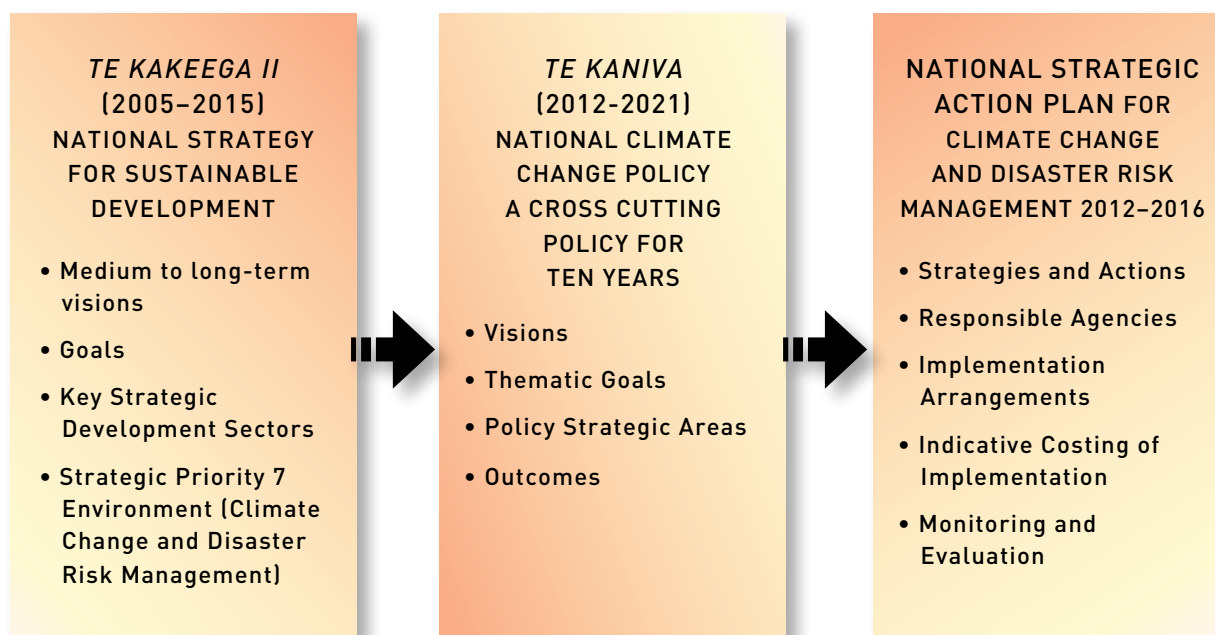 TE KAKEEGA II
(2005–2015)
NATIONAL STRATEGY
FOR SUSTAINABLE
DEVELOPMENT
• Medium to long-term
visions
• Goals
• Key Strategic
Development Sectors
• Strategic Priority 7
Environment (Climate
Change and Disaster
Risk Management)
TE KANIVA
(2012-2021)
NATIONAL CLIMATE
CHANGE POLICY
A CROSS CUTTING
POLICY FOR
TEN YEARS
• Visions
• Thematic Goals
• Policy Strategic Areas
• Outcomes
NATIONAL STRATEGIC
ACTION PLAN FOR
CLIMATE CHANGE
AND DISASTER RISK
MANAGEMENT 2012–2016
• Strategies and Actions
• Responsible Agencies
• Implementation
Arrangements
• Indicative Costing of
Implementation
• Monitoring and
Evaluation